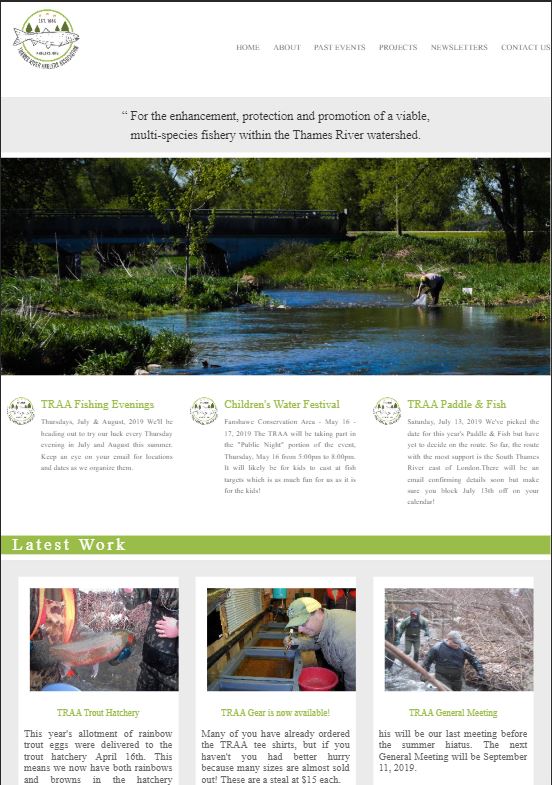 EST. 1986
THAMES RIVER ANGLERS ASSOCIATION
HOME ABOUT PAST EVENTS PROJECTS NEWSLETTERS CONTACT US
“ For the enhancement, protection and promotion of a viable,
multi-species fishery within the Thames River watershed.
TRAA Fishing Evenings
Thursdays, July & August, 2019 We'll be
heading out to try our luck every Thursday
evening in July and August this summer.
Keep an eye on your email for locations
and dates as we organize them.
Children's Water Festival
Fanshawe Conservation Area - May 16 -
17, 2019 The TRAA will be taking part in
the "Public Night" portion of the event,
Thursday, May 16 from 5:00pm to 8:00pm.
It will likely be for kids to cast at fish
targets which is as much fun for us as it is
for the kids!
TRAA Paddle & Fish
Saturday, July 13, 2019 We've picked the
date for this year's Paddle & Fish but have
yet to decide on the route. So far, the route
with the most support is the South Thames
River east of London.There will be an
email confirming details soon but make
sure you block July 13th off on your
calendar!
Latest Work
TRAA Trout Hatchery
This year's allotment of rainbow
trout eggs were delivered to the
trout hatchery April 16th. This
means we now have both rainbows
and browns in the hatchery
TRAA Gear is now available!
Many of you have already ordered
the TRAA tee shirts, but if you
haven't you had better hurry
because many sizes are almost sold
out! These are a steal at $15 each.
TRAA General Meeting
his will be our last meeting before
the summer hiatus. The next
General Meeting will be September
11, 2019.